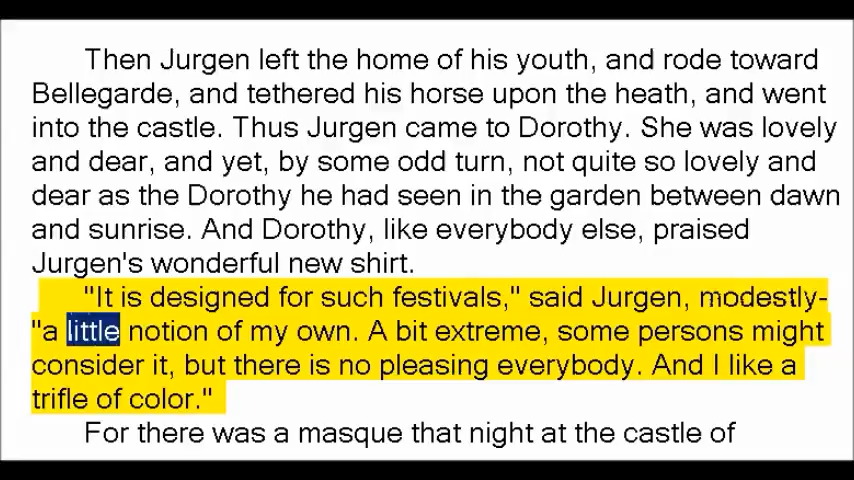 Then Jurgen left the home of his youth, and rode toward
Bellegarde, and tethered his horse upon the heath, and went
into the castle. Thus Jurgen came to Dorothy. She was lovely
and dear, and yet, by some odd turn, not quite so lovely and
dear as the Dorothy he had seen in the garden between dawn
and sunrise. And Dorothy, like everybody else, praised
Jurgen's wonderful new shirt.
"It is designed for such festivals," said Jurgen, modestly-
"a little notion of my own. A bit extreme, some persons might
consider it, but there is no pleasing everybody. And I like a
trifle of color."
For there was a masque that night at the castle of